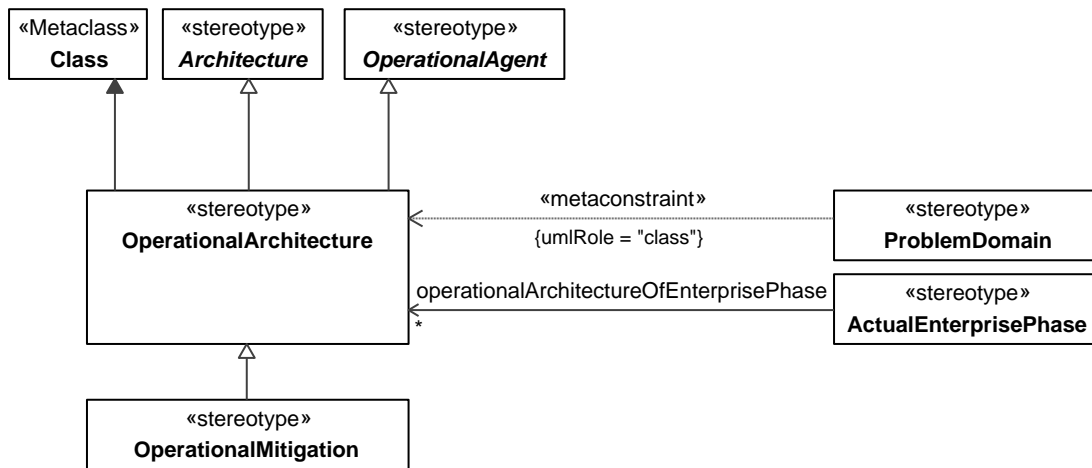 «Metaclass»
Class
«stereotype»
Architecture
«stereotype»
OperationalAgent
«stereotype»
OperationalArchitecture
«metaconstraint»
{umlRole = "class"}
«stereotype»
ProblemDomain
operationalArchitectureOfEnterprisePhase
*
«stereotype»
ActualEnterprisePhase
«stereotype»
OperationalMitigation